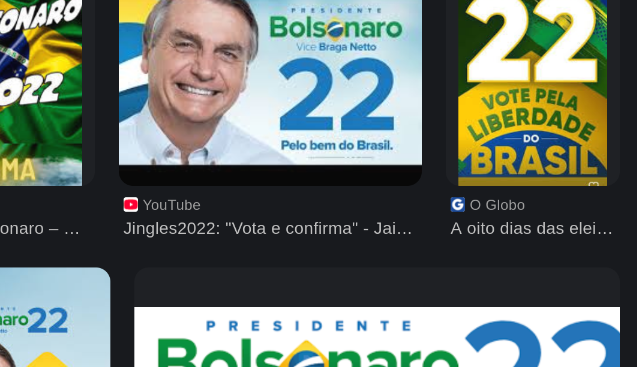 ONARO
022
MA
PRESIDENTE
Bolsonaro
Vice Braga Netto
22
Pelo bem do Brasil.
22
VOTE PELA
LIBERDADE
DO
BRASIL
YouTube
O Globo
onaro – ...
Jingles2022: "Vota e confirma" - Jai...
A oito dias das elei...
naro 22
PRESIDENTE
Bolsonaro
22